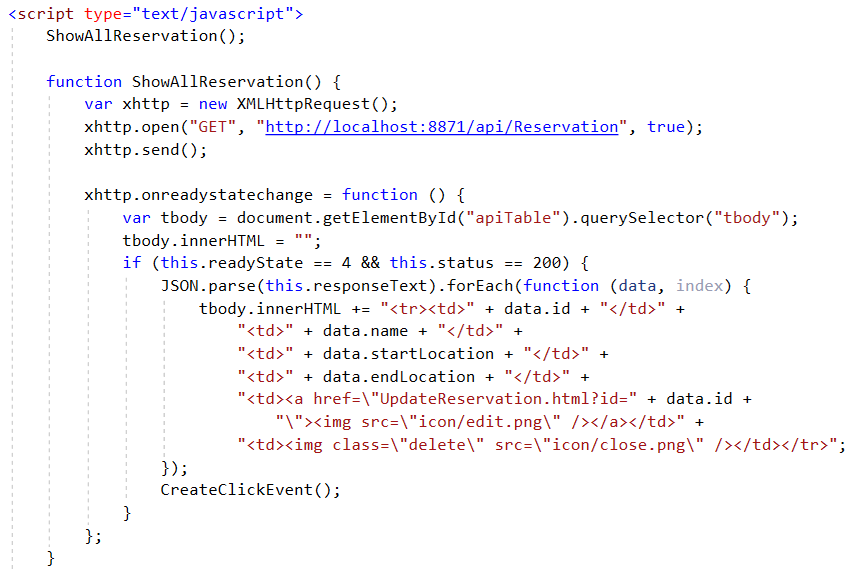 <script type="text/javascript">
    ShowAllReservation();

    function ShowAllReservation() {
        var xhttp = new XMLHttpRequest();
        xhttp.open("GET", "http://localhost:8871/api/Reservation", true);
        xhttp.send();

        xhttp.onreadystatechange = function () {
            var tbody = document.getElementById("apiTable").querySelector("tbody");
            tbody.innerHTML = "";
            if (this.readyState == 4 && this.status == 200) {
                JSON.parse(this.responseText).forEach(function (data, index) {
                    tbody.innerHTML += "<tr><td>" + data.id + "</td>" +
                        "<td>" + data.name + "</td>" +
                        "<td>" + data.startLocation + "</td>" +
                        "<td>" + data.endLocation + "</td>" +
                        "<td><a href=\"UpdateReservation.html?id=" + data.id +
                            "\"><img src=\"icon/edit.png\" /></a></td>" +
                        "<td><img class=\"delete\" src=\"icon/close.png\" /></td></tr>";
                });
                CreateClickEvent();
            }
        };
    }